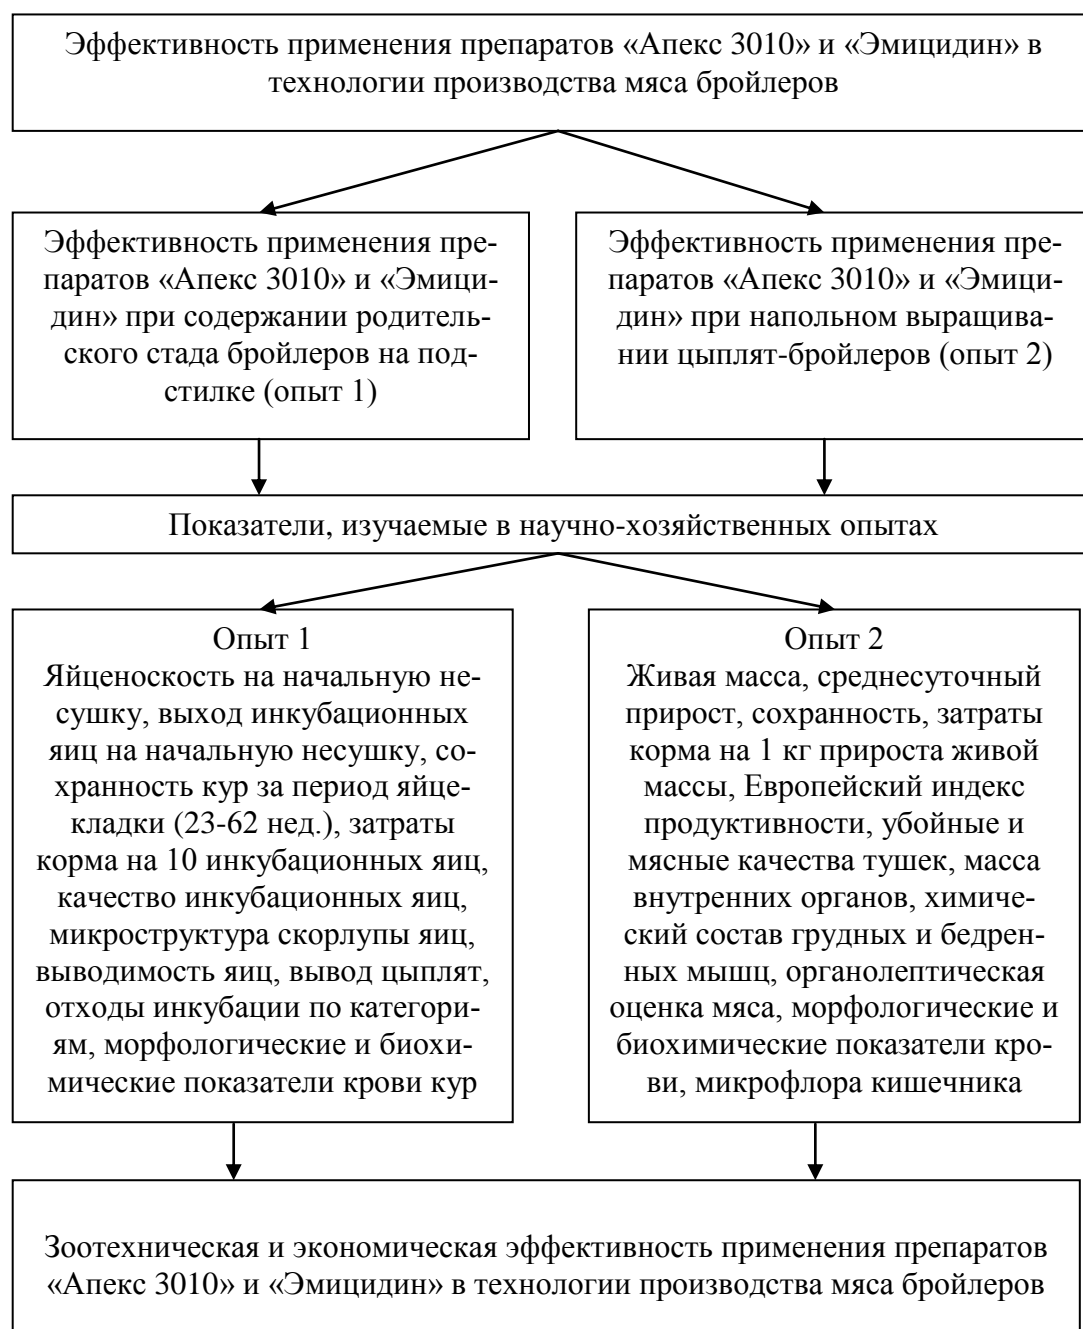 Эффективность применения препаратов «Апекс 3010» и «Эмицидин» в
технологии производства мяса бройлеров
Эффективность применения пре-
паратов «Апекс 3010» и «Эмици-
дин» при содержании родитель-
ского стада бройлеров на под-
стилке (опыт 1)
Эффективность применения пре-
паратов «Апекс 3010» и «Эмици-
дин» при напольном выращива-
нии цыплят-бройлеров (опыт 2)
Показатели, изучаемые в научно-хозяйственных опытах
Опыт 1
Яйценоскость на начальную не-
сушку, выход инкубационных
яиц на начальную несушку, со-
хранность кур за период яйце-
кладки (23-62 нед.), затраты
корма на 10 инкубационных яиц,
качество инкубационных яиц,
микроструктура скорлупы яиц,
выводимость яиц, вывод цыплят,
отходы инкубации по категори-
ям, морфологические и биохи-
мические показатели крови кур
Опыт 2
Живая масса, среднесуточный
прирост, сохранность, затраты
корма на 1 кг прироста живой
массы, Европейский индекс
продуктивности, убойные и
мясные качества тушек, масса
внутренних органов, химиче-
ский состав грудных и бедрен-
ных мышц, органолептическая
оценка мяса, морфологические и
биохимические показатели кро-
ви, микрофлора кишечника
Зоотехническая и экономическая эффективность применения препаратов
«Апекс 3010» и «Эмицидин» в технологии производства мяса бройлеров